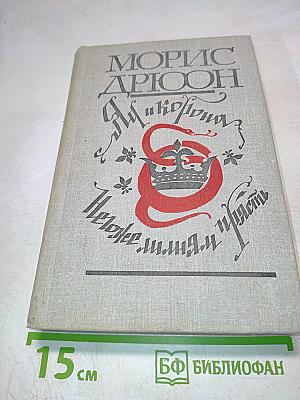 МОРИС
ДРЮОН
Яд и корона
Негоже лилиям прясть
15 см
БФ БИБЛИОФАН